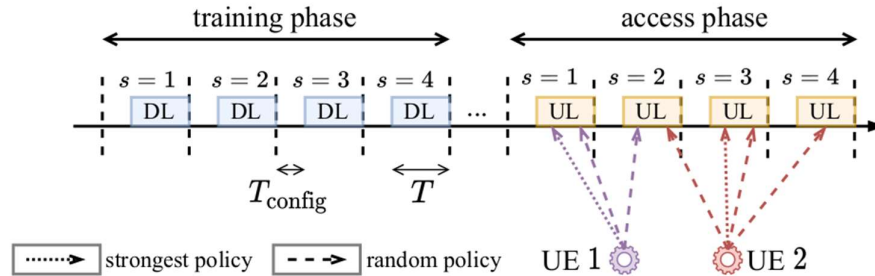 training phase access phase
s = 1 s = 2 s = 3 s = 4 s = 1 s = 2 s = 3 s = 4
DL DL DL DL ... UL UL UL UL
T_config T
strongest policy random policy UE 1 UE 2